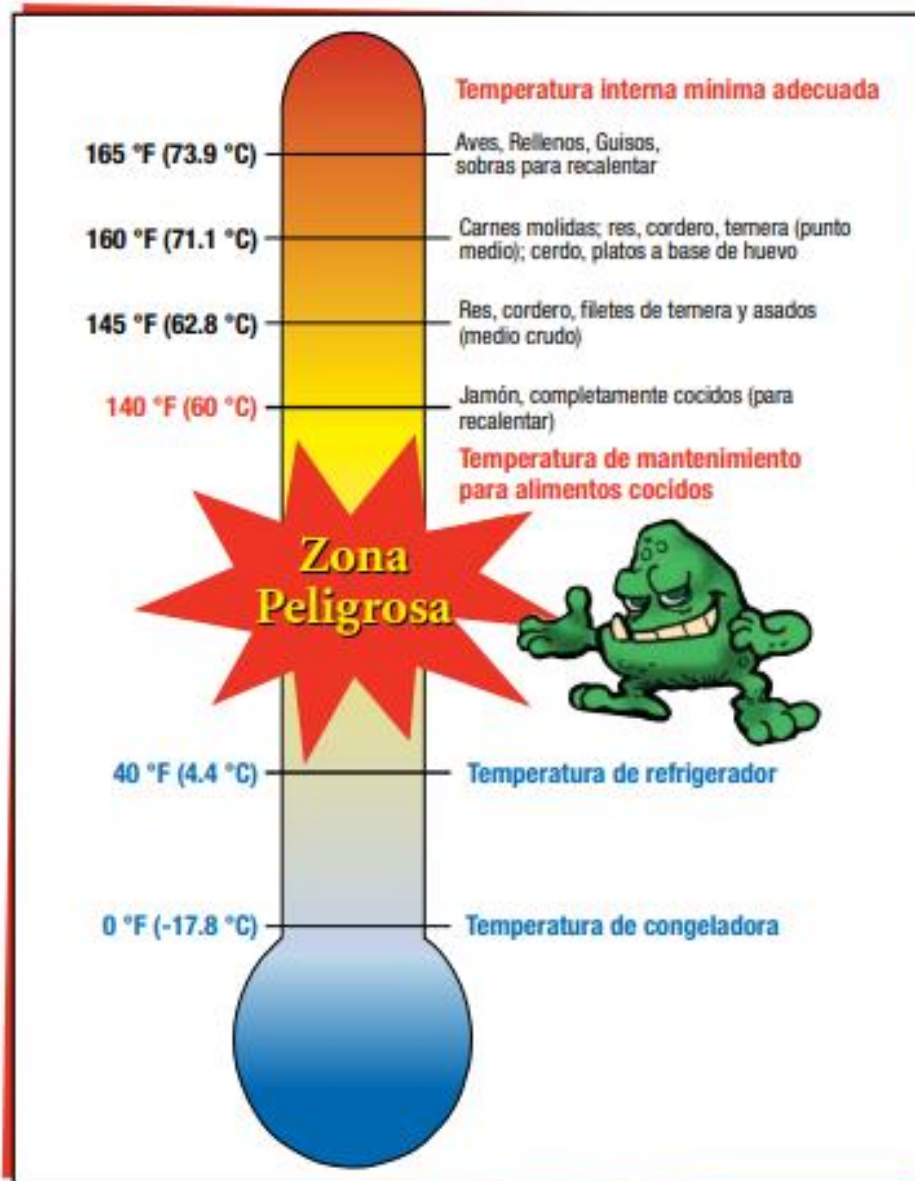 Temperatura interna mínima adecuada
165 °F (73.9 °C)
Aves, Rellenos, Guisos,
sobras para recalentar
160 °F (71.1 °C)
Carnes molidas; res, cordero, ternera (punto
medio); cerdo, platos a base de huevo
145 °F (62.8 °C)
Res, cordero, filetes de ternera y asados
(medio crudo)
140 °F (60 °C)
Jamón, completamente cocidos (para
recalentar)
Temperatura de mantenimiento
para alimentos cocidos
Zona
Peligrosa
40 °F (4.4 °C)
Temperatura de refrigerador
0 °F (-17.8 °C)
Temperatura de congeladora